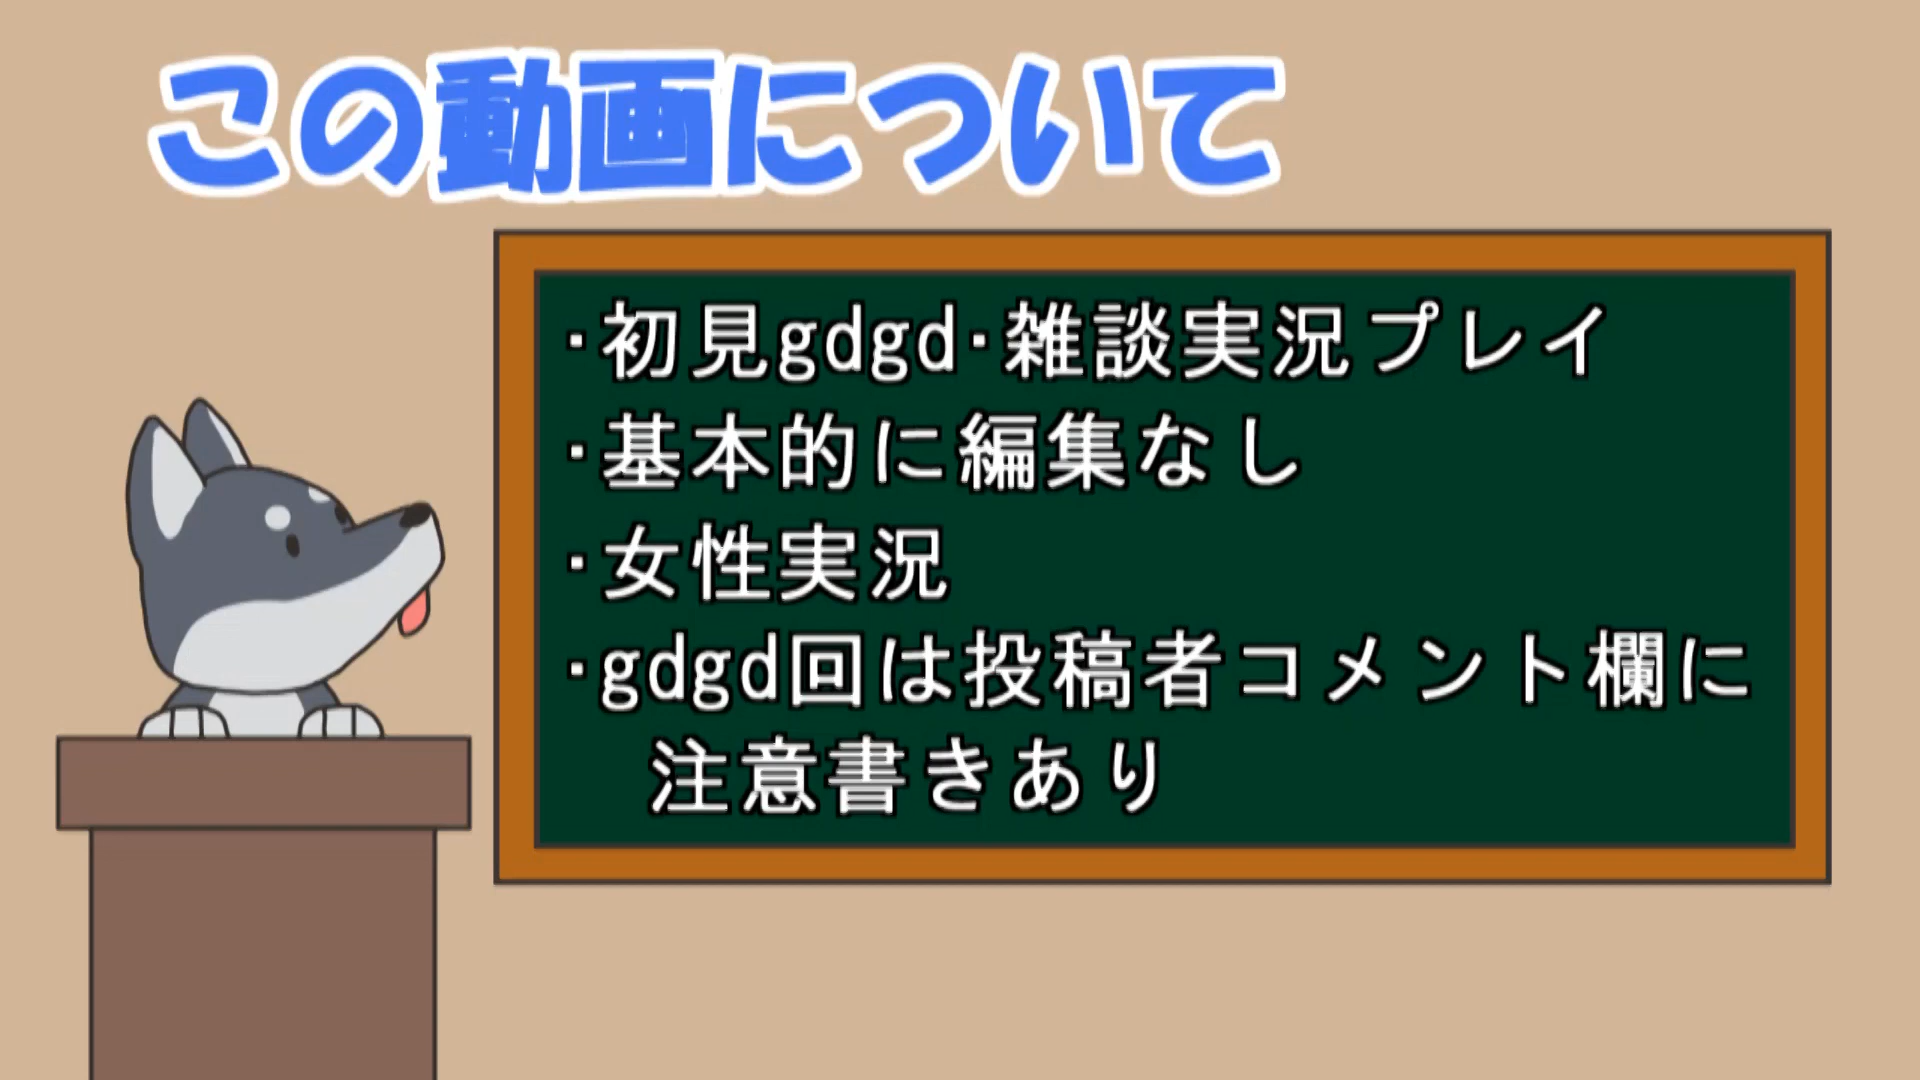 この動画について
・初見gdgd・雑談実況プレイ
・基本的に編集なし
・女性実況
・gdgd回は投稿者コメント欄に
注意書きあり